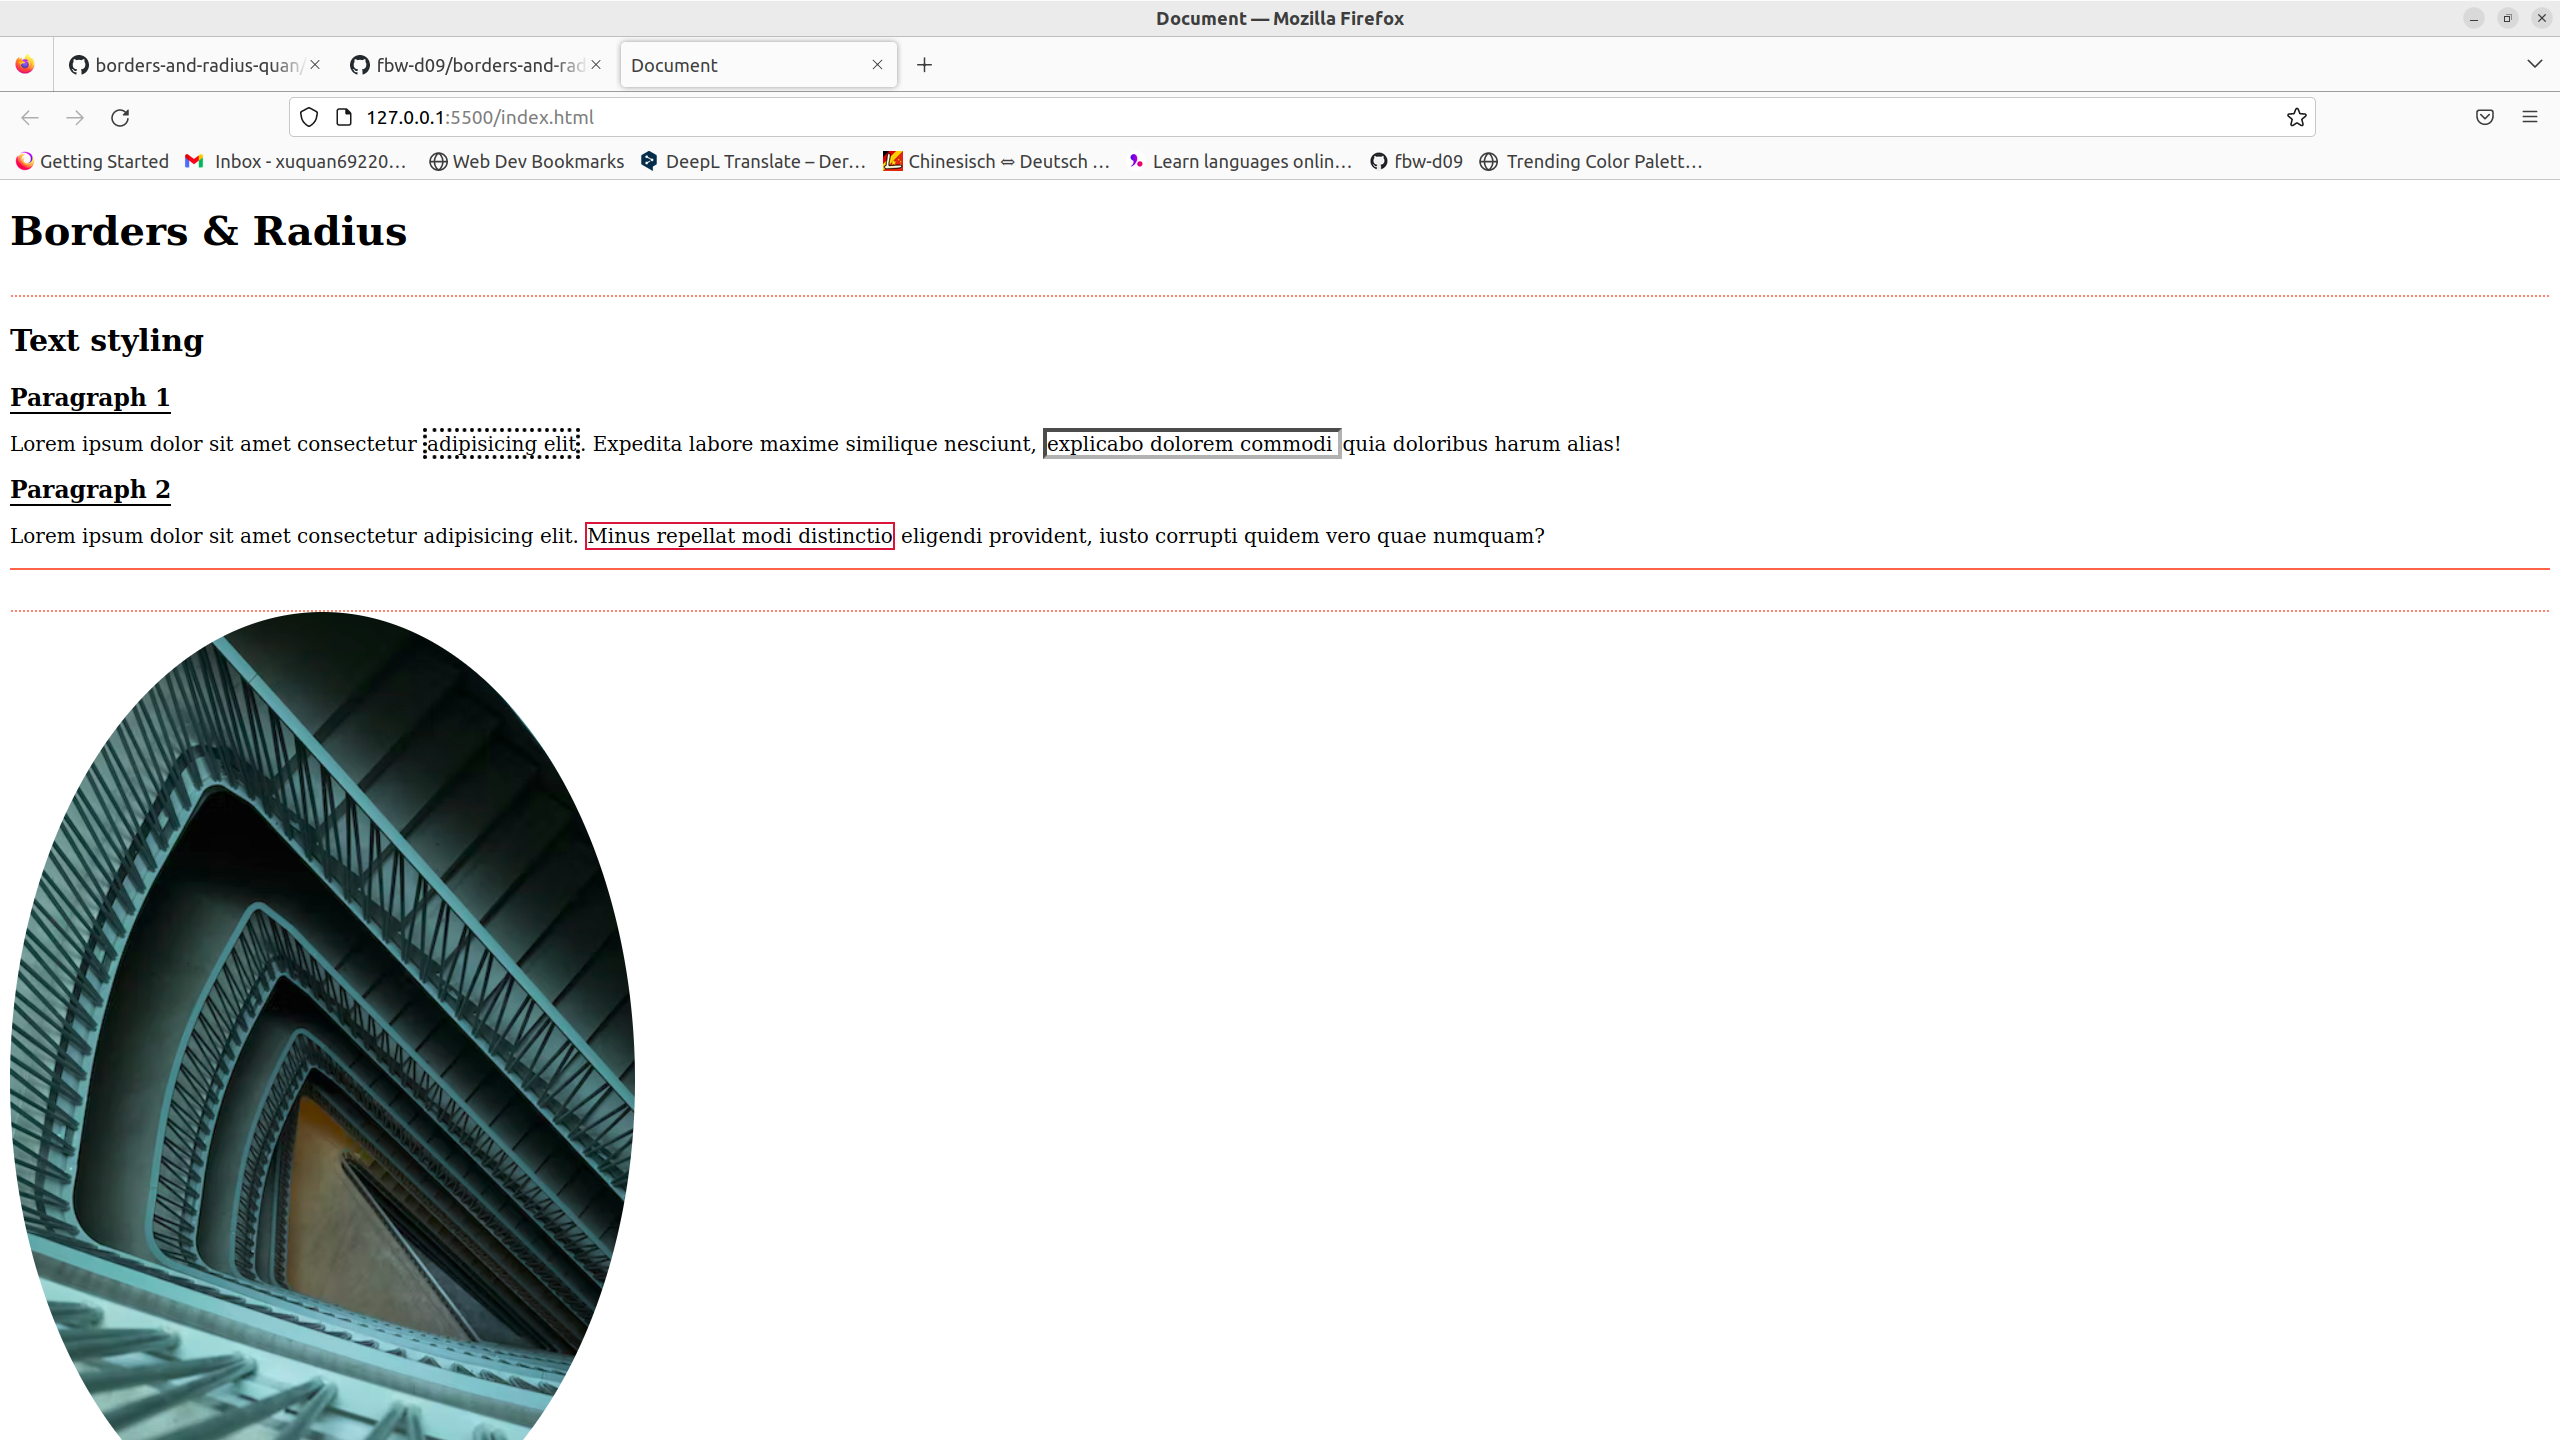 Document — Mozilla Firefox
borders-and-radius-quan/
fbw-d09/borders-and-rad
Document
127.0.0.1:5500/index.html
Getting Started
Inbox - xuquan69220…
Web Dev Bookmarks
DeepL Translate – Der…
Chinesisch ⇔ Deutsch …
Learn languages onlin…
fbw-d09
Trending Color Palett…
Borders & Radius
Text styling
Paragraph 1
Lorem ipsum dolor sit amet consectetur adipisicing elit. Expedita labore maxime similique nesciunt, explicabo dolorem commodi quia doloribus harum alias!
Paragraph 2
Lorem ipsum dolor sit amet consectetur adipisicing elit. Minus repellat modi distinctio eligendi provident, iusto corrupti quidem vero quae numquam?